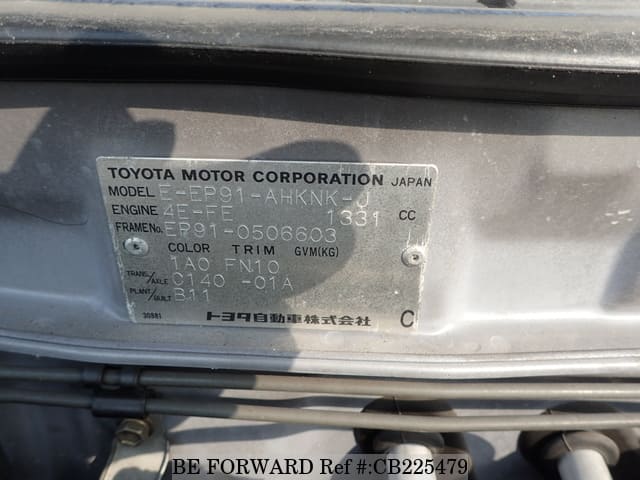 TOYOTA MOTOR CORPORATION JAPAN
MODEL E-EP91-AHKNK-J
ENGINE 4E-FE 1331 CC
FRAME No. EP91-0506603
COLOR TRIM GVM(KG)
1A0 FN10
TRANS./AXLE C140 -01A
PLANT/BUILT B11
30881 トヨタ自動車株式会社 C
BE FORWARD Ref #:CB225479